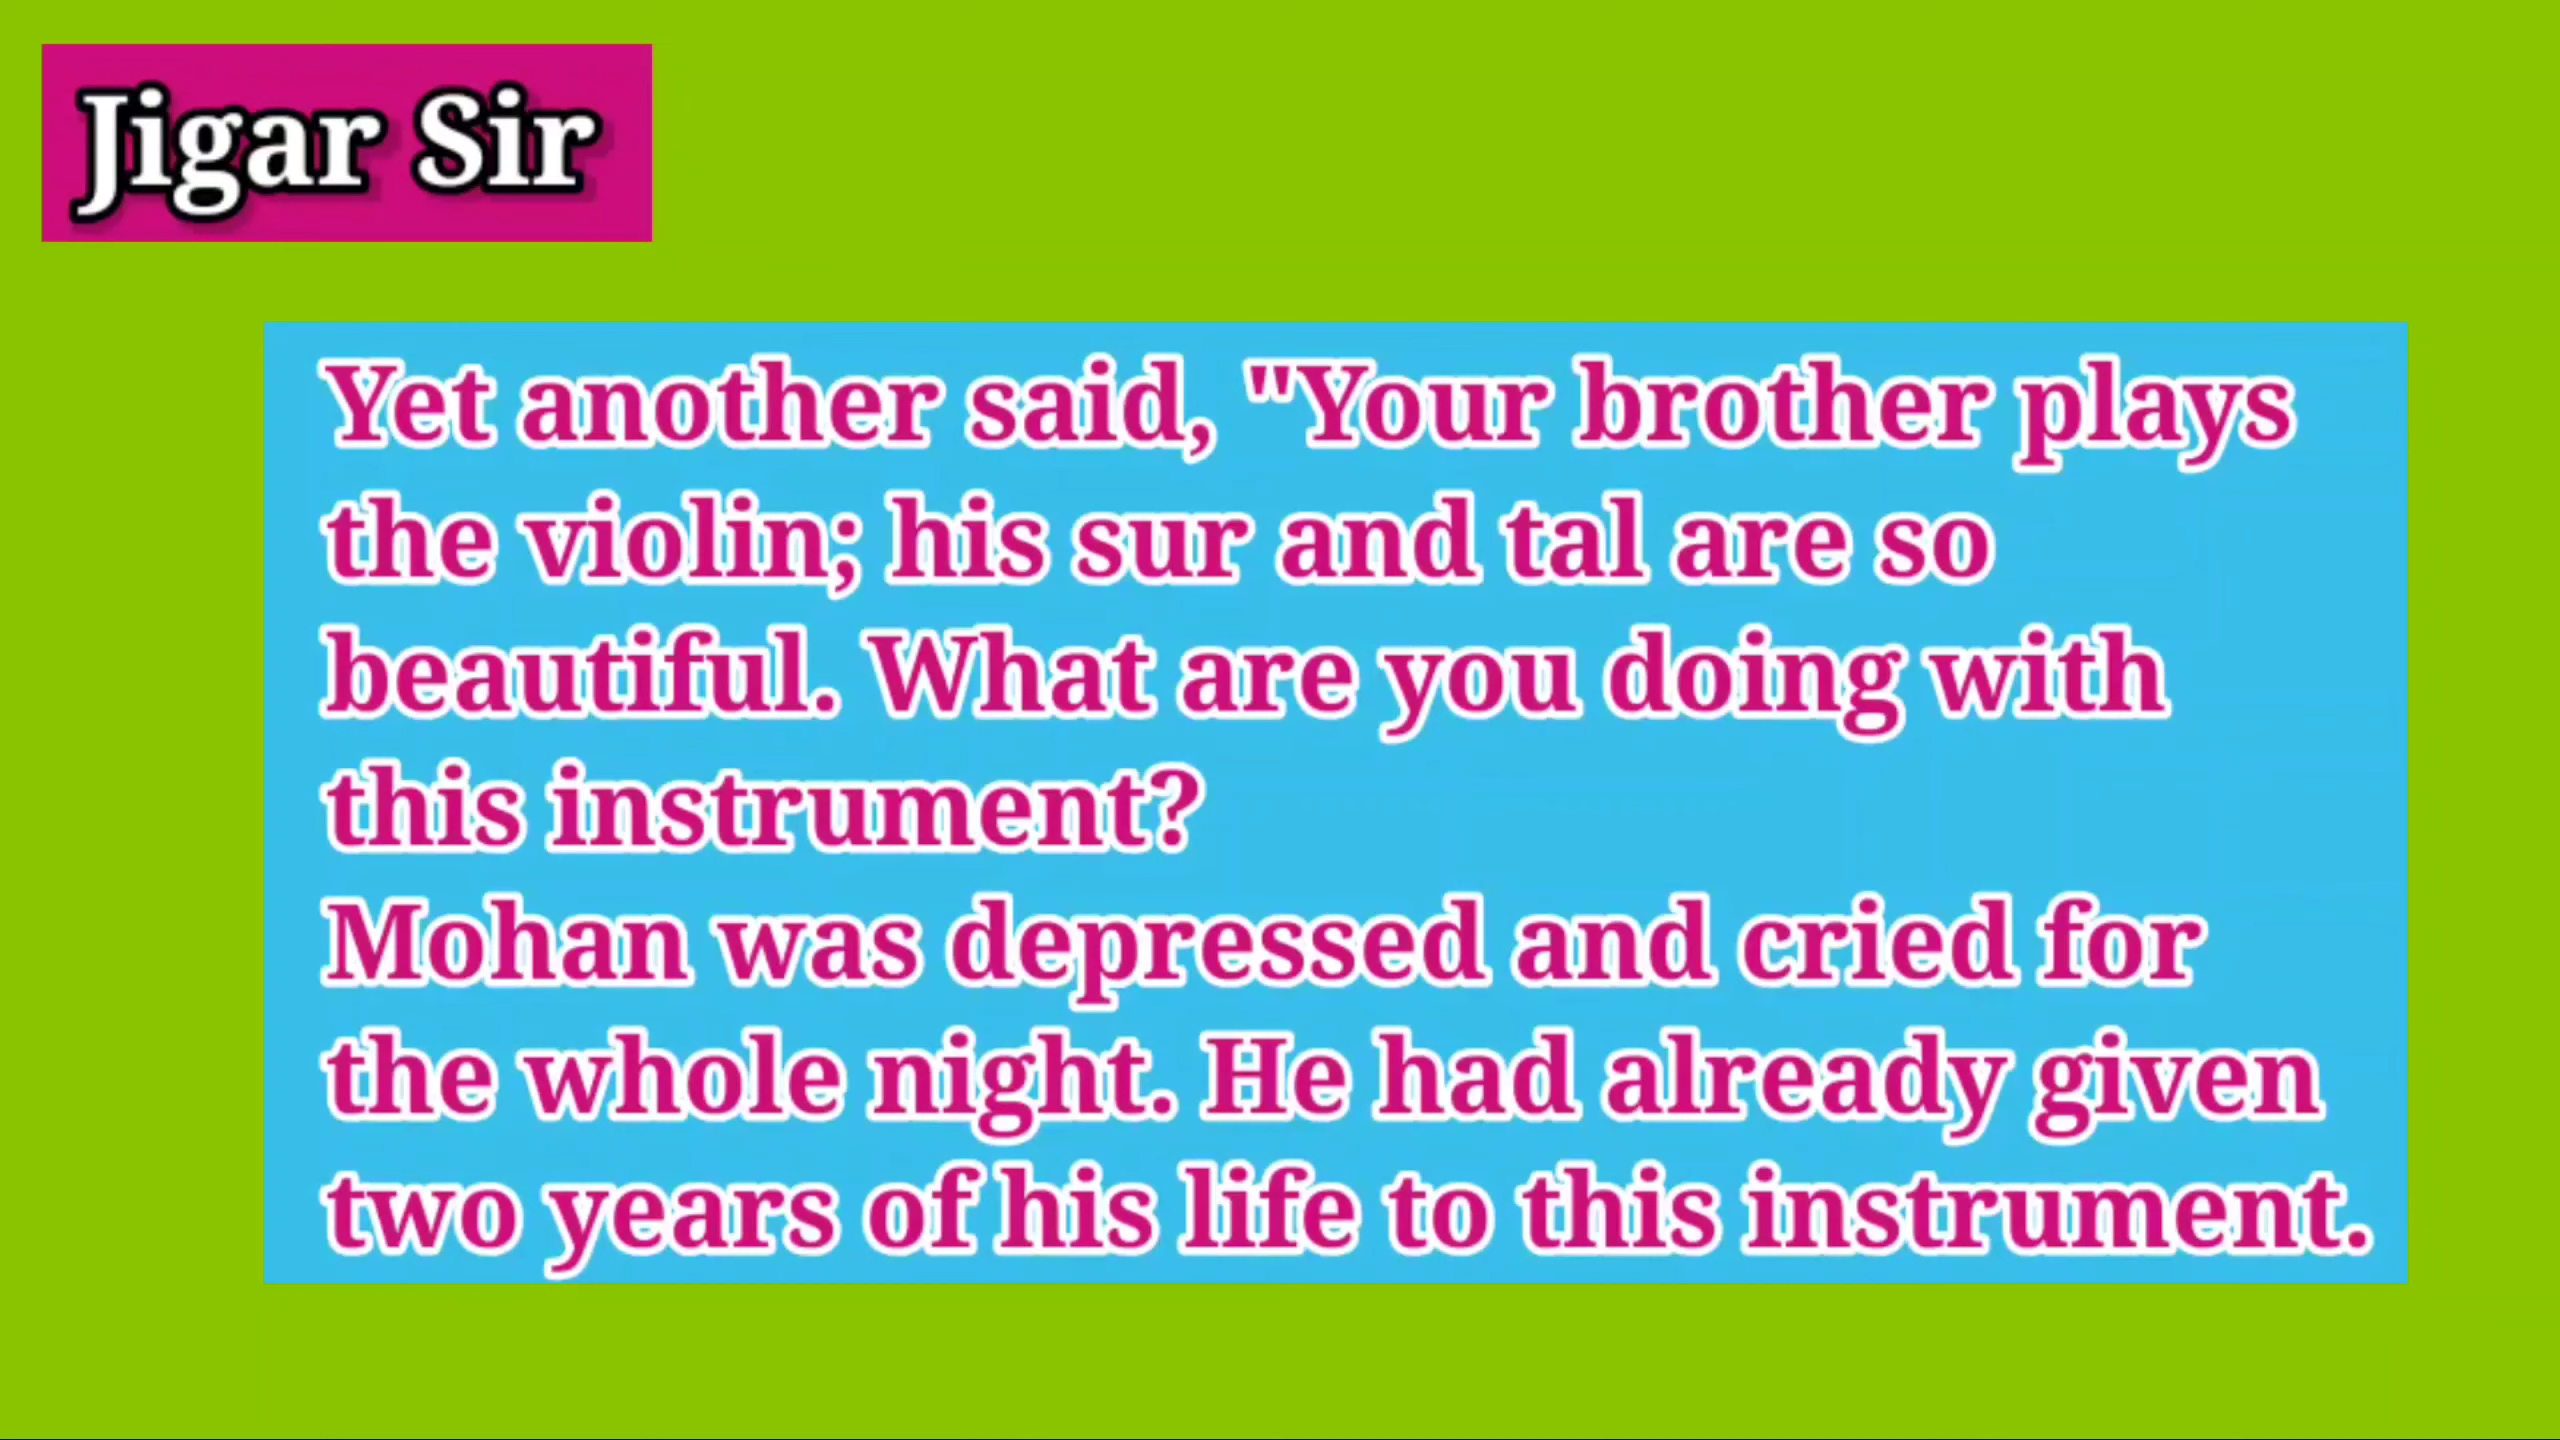 Jigar Sir
Yet another said, "Your brother plays
the violin; his sur and tal are so
beautiful. What are you doing with
this instrument?
Mohan was depressed and cried for
the whole night. He had already given
two years of his life to this instrument.